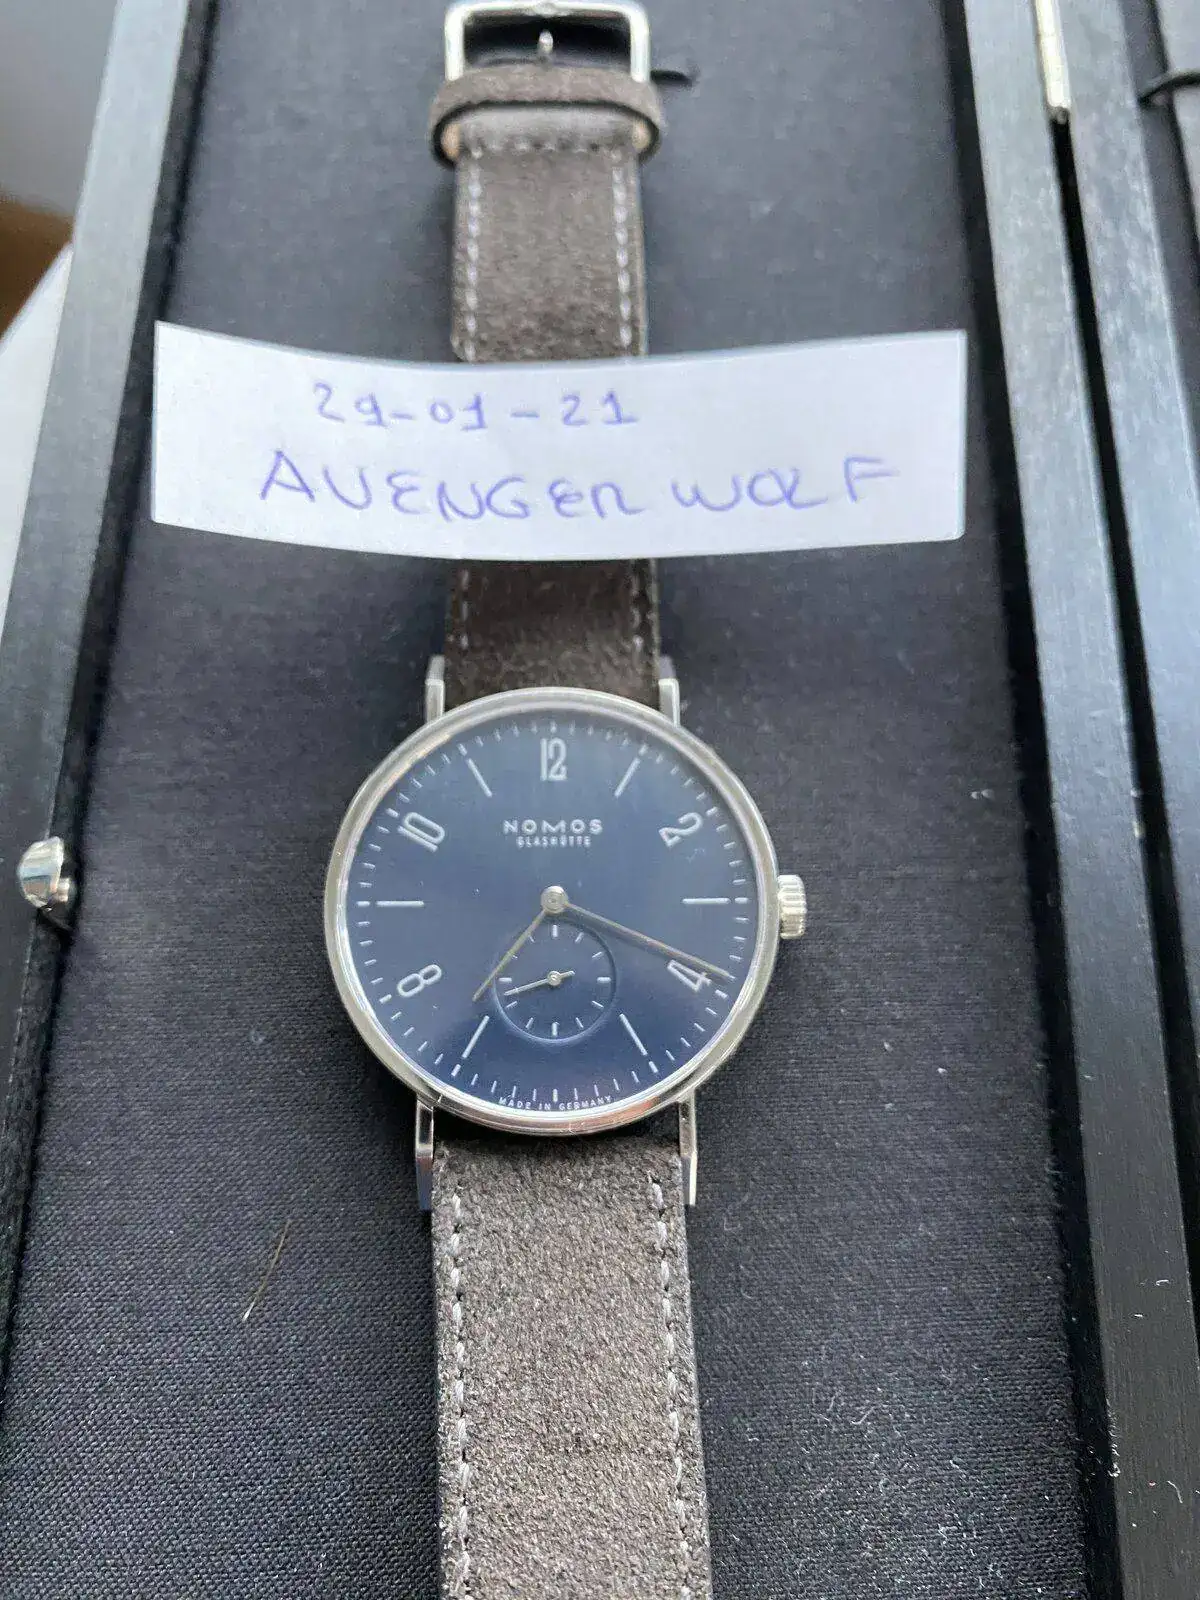 29-01-21
AVENGER WOLF
12
10
2
NOMOS
GLASHÜTTE
8
4
MADE IN GERMANY